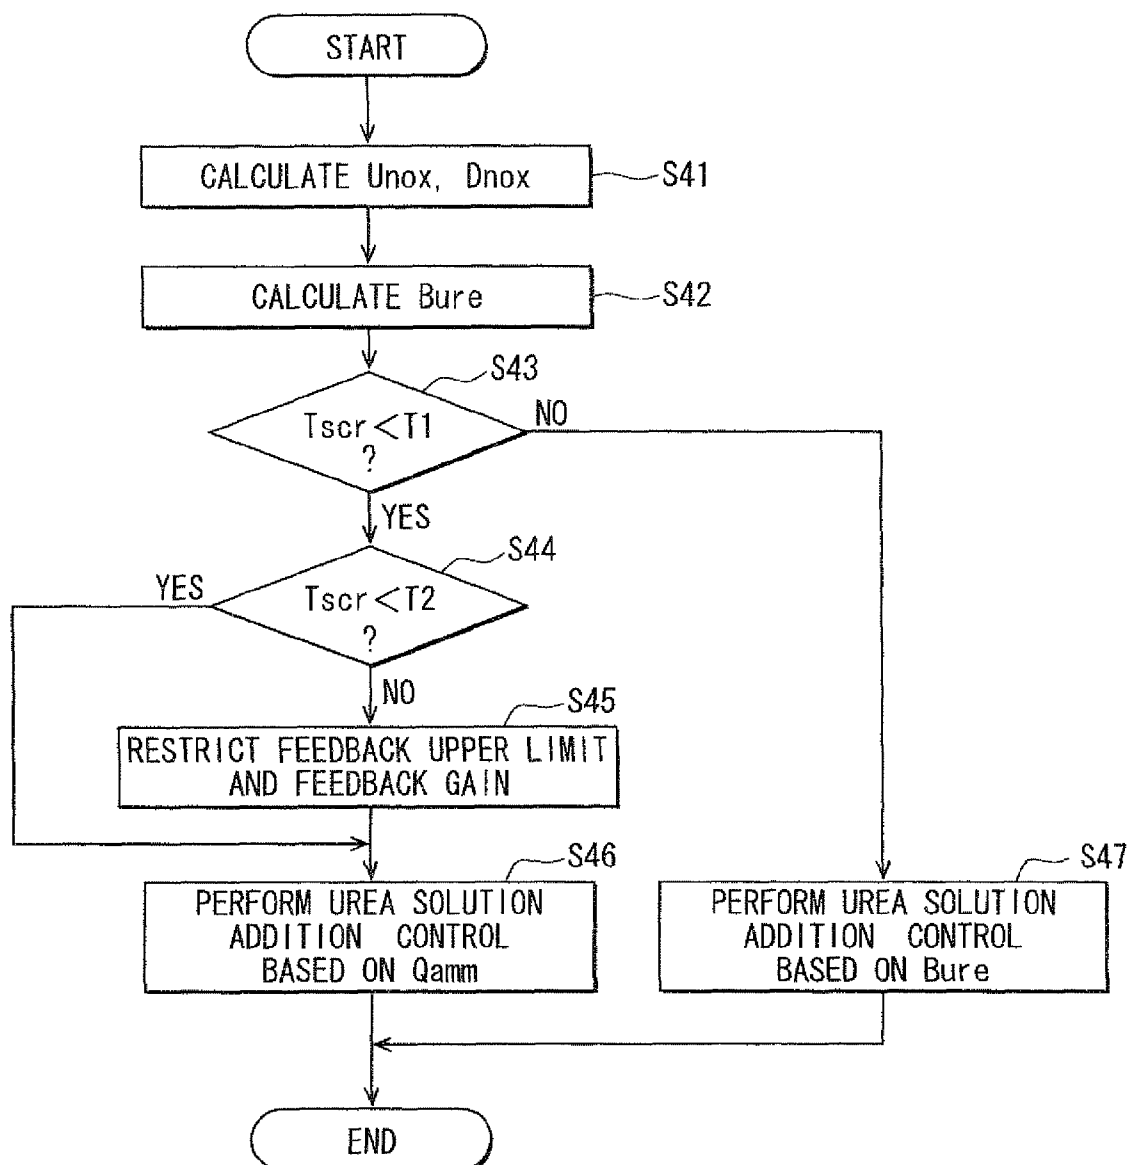 START
CALCULATE Unox, Dnox
S41
CALCULATE Bure
S42
S43
Tscr<T1
?
NO
YES
S44
YES
Tscr<T2
?
NO
S45
RESTRICT FEEDBACK UPPER LIMIT
AND FEEDBACK GAIN
S46
PERFORM UREA SOLUTION
ADDITION CONTROL
BASED ON Qamm
S47
PERFORM UREA SOLUTION
ADDITION CONTROL
BASED ON Bure
END